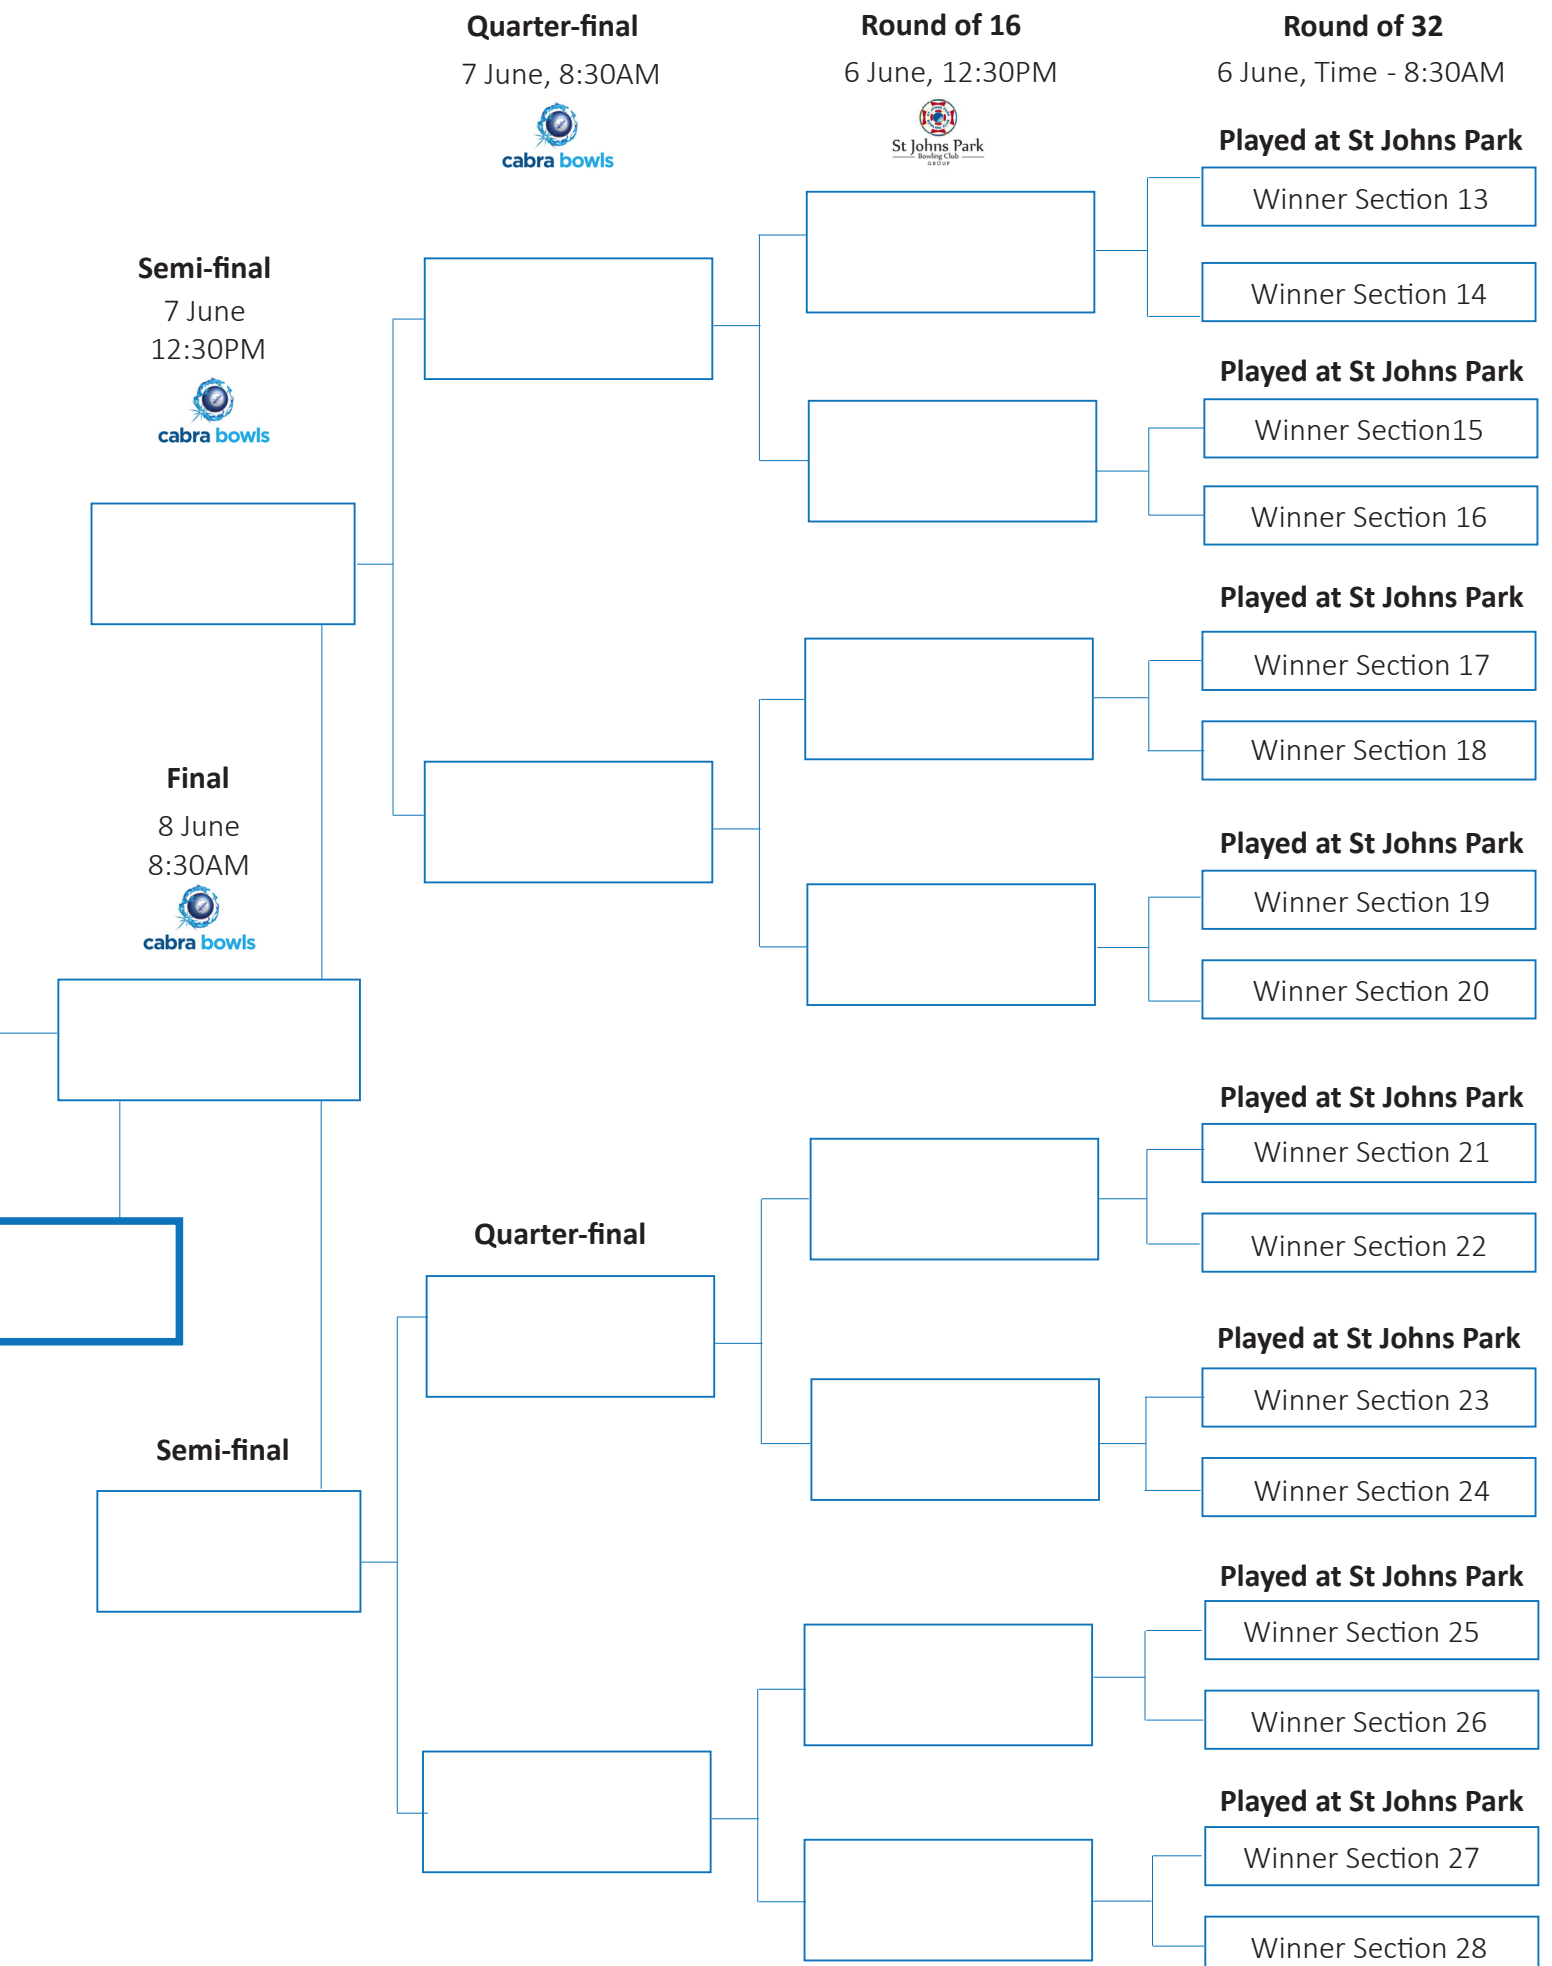 Quarter-final
7 June, 8:30AM
cabra bowls
Round of 16
6 June, 12:30PM
St Johns Park
Bowling Club
GROUP
Round of 32
6 June, Time - 8:30AM
Played at St Johns Park
Winner Section 13
Winner Section 14
Semi-final
7 June
12:30PM
cabra bowls
Played at St Johns Park
Winner Section15
Winner Section 16
Played at St Johns Park
Winner Section 17
Winner Section 18
Final
8 June
8:30AM
cabra bowls
Played at St Johns Park
Winner Section 19
Winner Section 20
Played at St Johns Park
Winner Section 21
Winner Section 22
Quarter-final
Played at St Johns Park
Winner Section 23
Winner Section 24
Semi-final
Played at St Johns Park
Winner Section 25
Winner Section 26
Played at St Johns Park
Winner Section 27
Winner Section 28